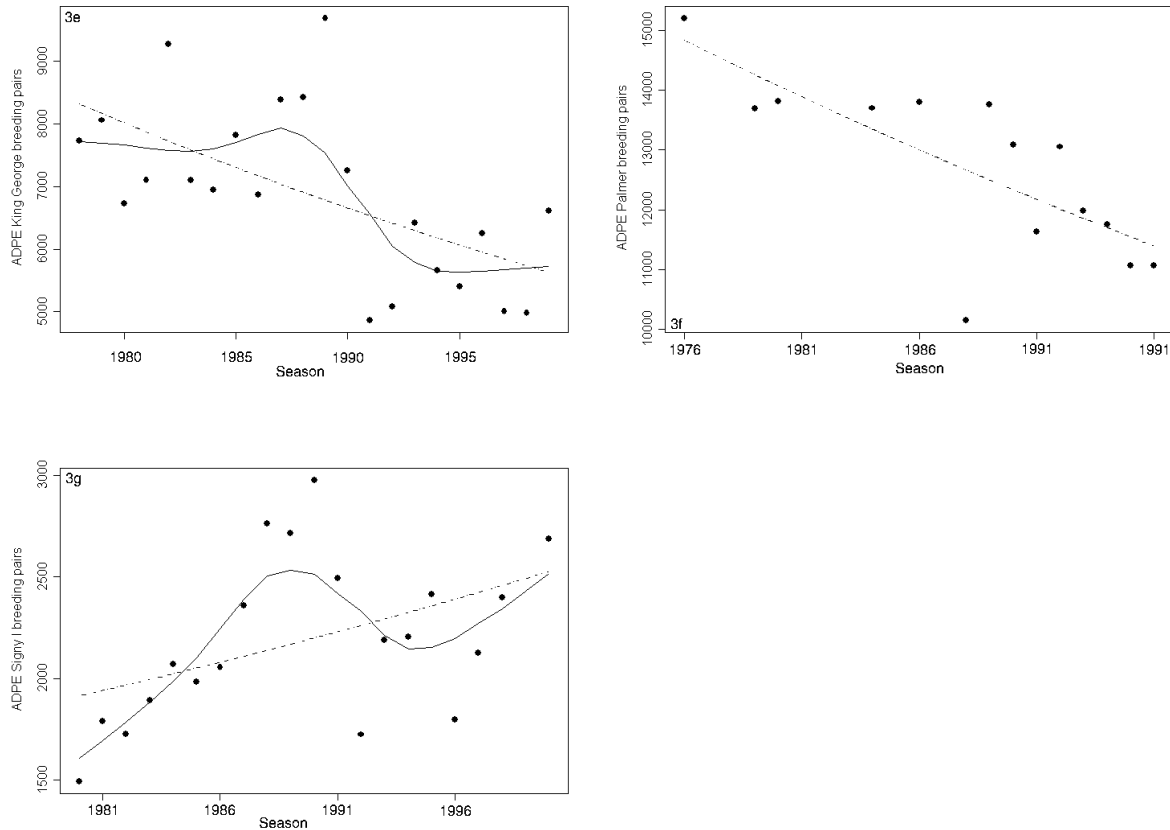 3e
ADPE King George breeding pairs
9000
8000
7000
6000
5000
1980 1985 1990 1995
Season
ADPE Palmer breeding pairs
15000
14000
13000
12000
11000
10000
3f
1976 1981 1986 1991 1991
Season
3g
ADPE Signy I breeding pairs
3000
2500
2000
1500
1981 1986 1991 1996
Season